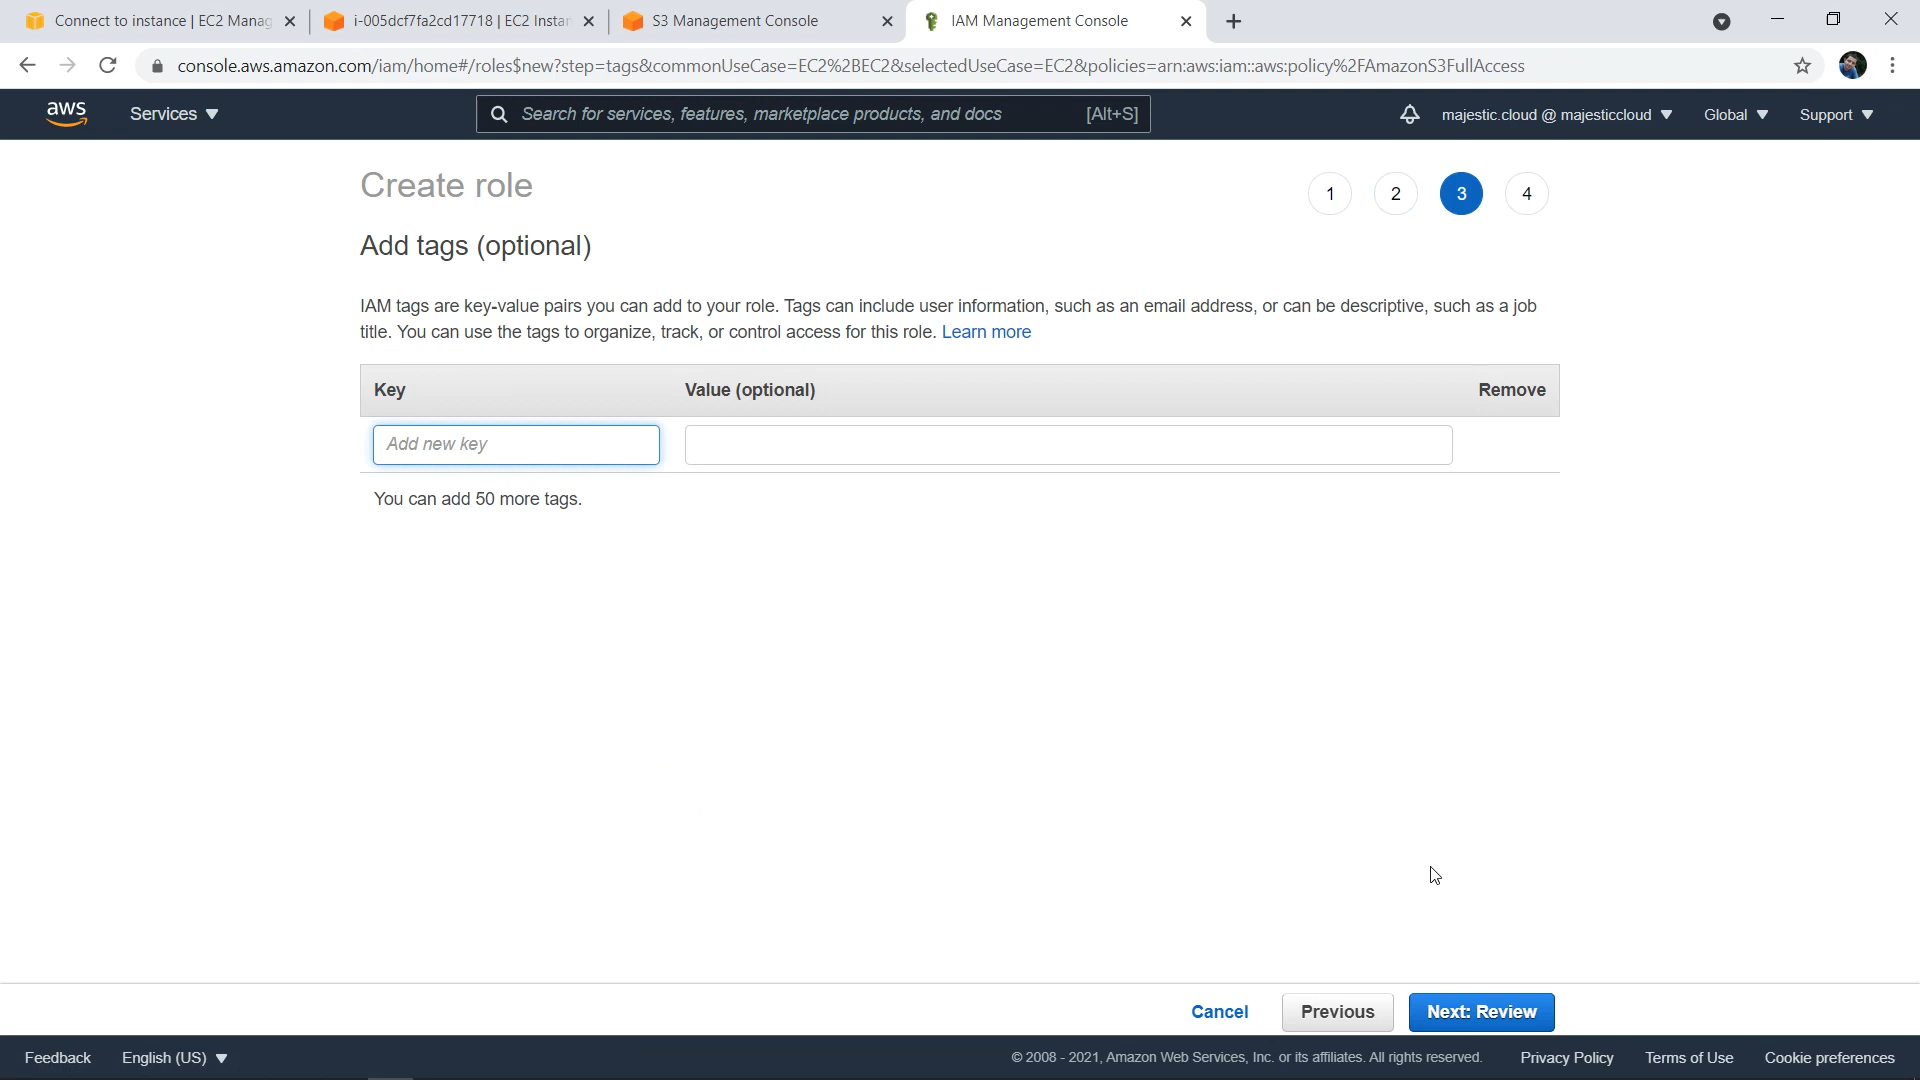 Connect to instance | EC2 Manag
i-005dcf7fa2cd17718 | EC2 Instan
S3 Management Console
IAM Management Console
console.aws.amazon.com/iam/home#/roles$new?step=tags&commonUseCase=EC2%2BEC2&selectedUseCase=EC2&policies=arn:aws:iam::aws:policy%2FAmazonS3FullAccess
aws
Services
Search for services, features, marketplace products, and docs
[Alt+S]
majestic.cloud @ majesticcloud
Global
Support
Create role
1
2
3
4
Add tags (optional)
IAM tags are key-value pairs you can add to your role. Tags can include user information, such as an email address, or can be descriptive, such as a job
title. You can use the tags to organize, track, or control access for this role. Learn more
Key
Value (optional)
Remove
Add new key
You can add 50 more tags.
Cancel
Previous
Next: Review
Feedback
English (US)
© 2008 - 2021, Amazon Web Services, Inc. or its affiliates. All rights reserved.
Privacy Policy
Terms of Use
Cookie preferences